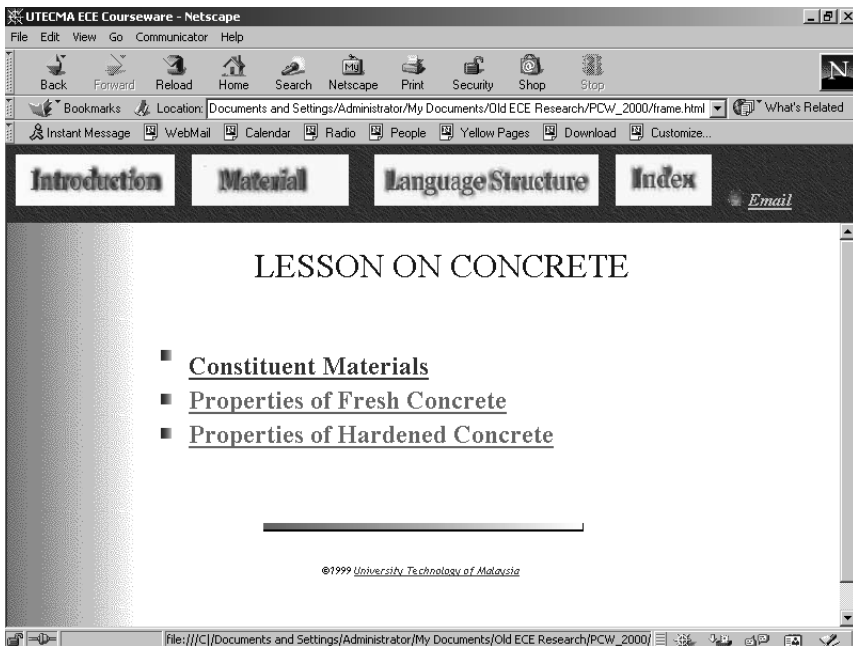 UTECMA ECE Courseware - Netscape
File Edit View Go Communicator Help
Back Forward Reload Home Search Netscape Print Security Shop Stop
My
N
Bookmarks Location: Documents and Settings/Administrator/My Documents/Old ECE Research/PCW_2000/frame.html What's Related
Instant Message WebMail Calendar Radio People Yellow Pages Download Customize...
Introduction Material Language Structure Index Email
LESSON ON CONCRETE
Constituent Materials
Properties of Fresh Concrete
Properties of Hardened Concrete
©1999 University Technology of Malaysia
file:///C|/Documents and Settings/Administrator/My Documents/Old ECE Research/PCW_2000/